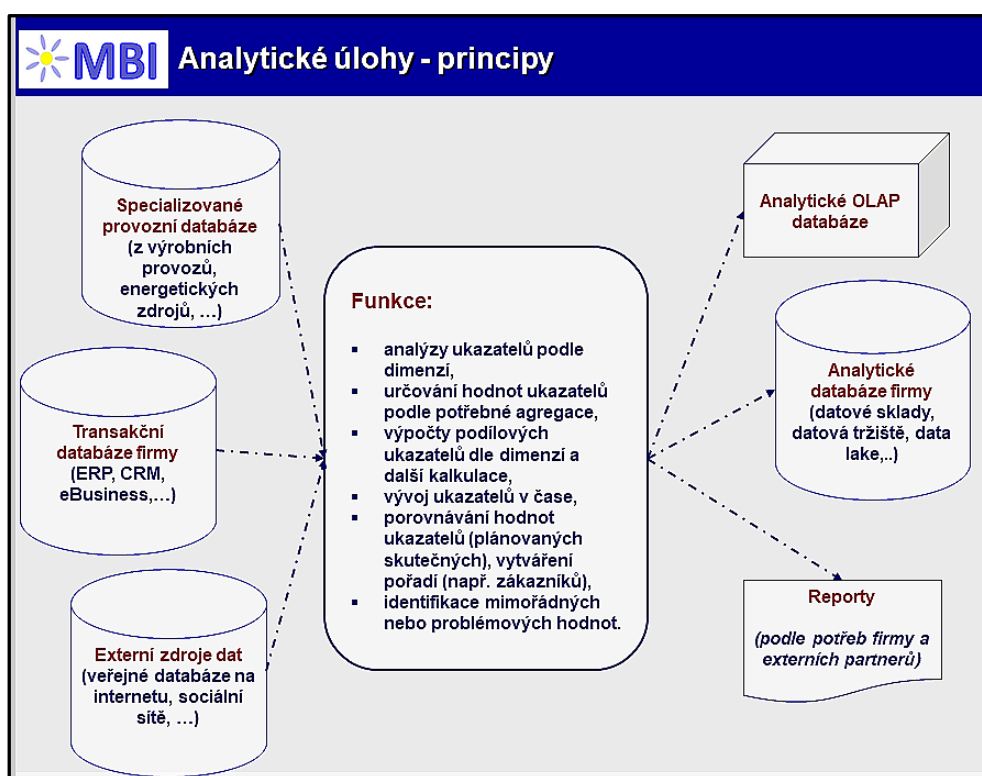 MBI
Analytické úlohy - principy
Specializované
provozní databáze
(z výrobních
provozů,
energetických
zdrojů, …)
Transakční
databáze firmy
(ERP, CRM,
eBusiness,…)
Externí zdroje dat
(veřejné databáze na
internetu, sociální
sítě, …)
Funkce:
▪ analýzy ukazatelů podle
dimenzí,
▪ určování hodnot ukazatelů
podle potřebné agregace,
▪ výpočty podílových
ukazatelů dle dimenzí a
další kalkulace,
▪ vývoj ukazatelů v čase,
▪ porovnávání hodnot
ukazatelů (plánovaných
skutečných), vytváření
pořadí (např. zákazníků),
▪ identifikace mimořádných
nebo problémových hodnot.
Analytické OLAP
databáze
Analytické
databáze firmy
(datové sklady,
datová tržiště, data
lake,..)
Reporty
(podle potřeb firmy a
externích partnerů)